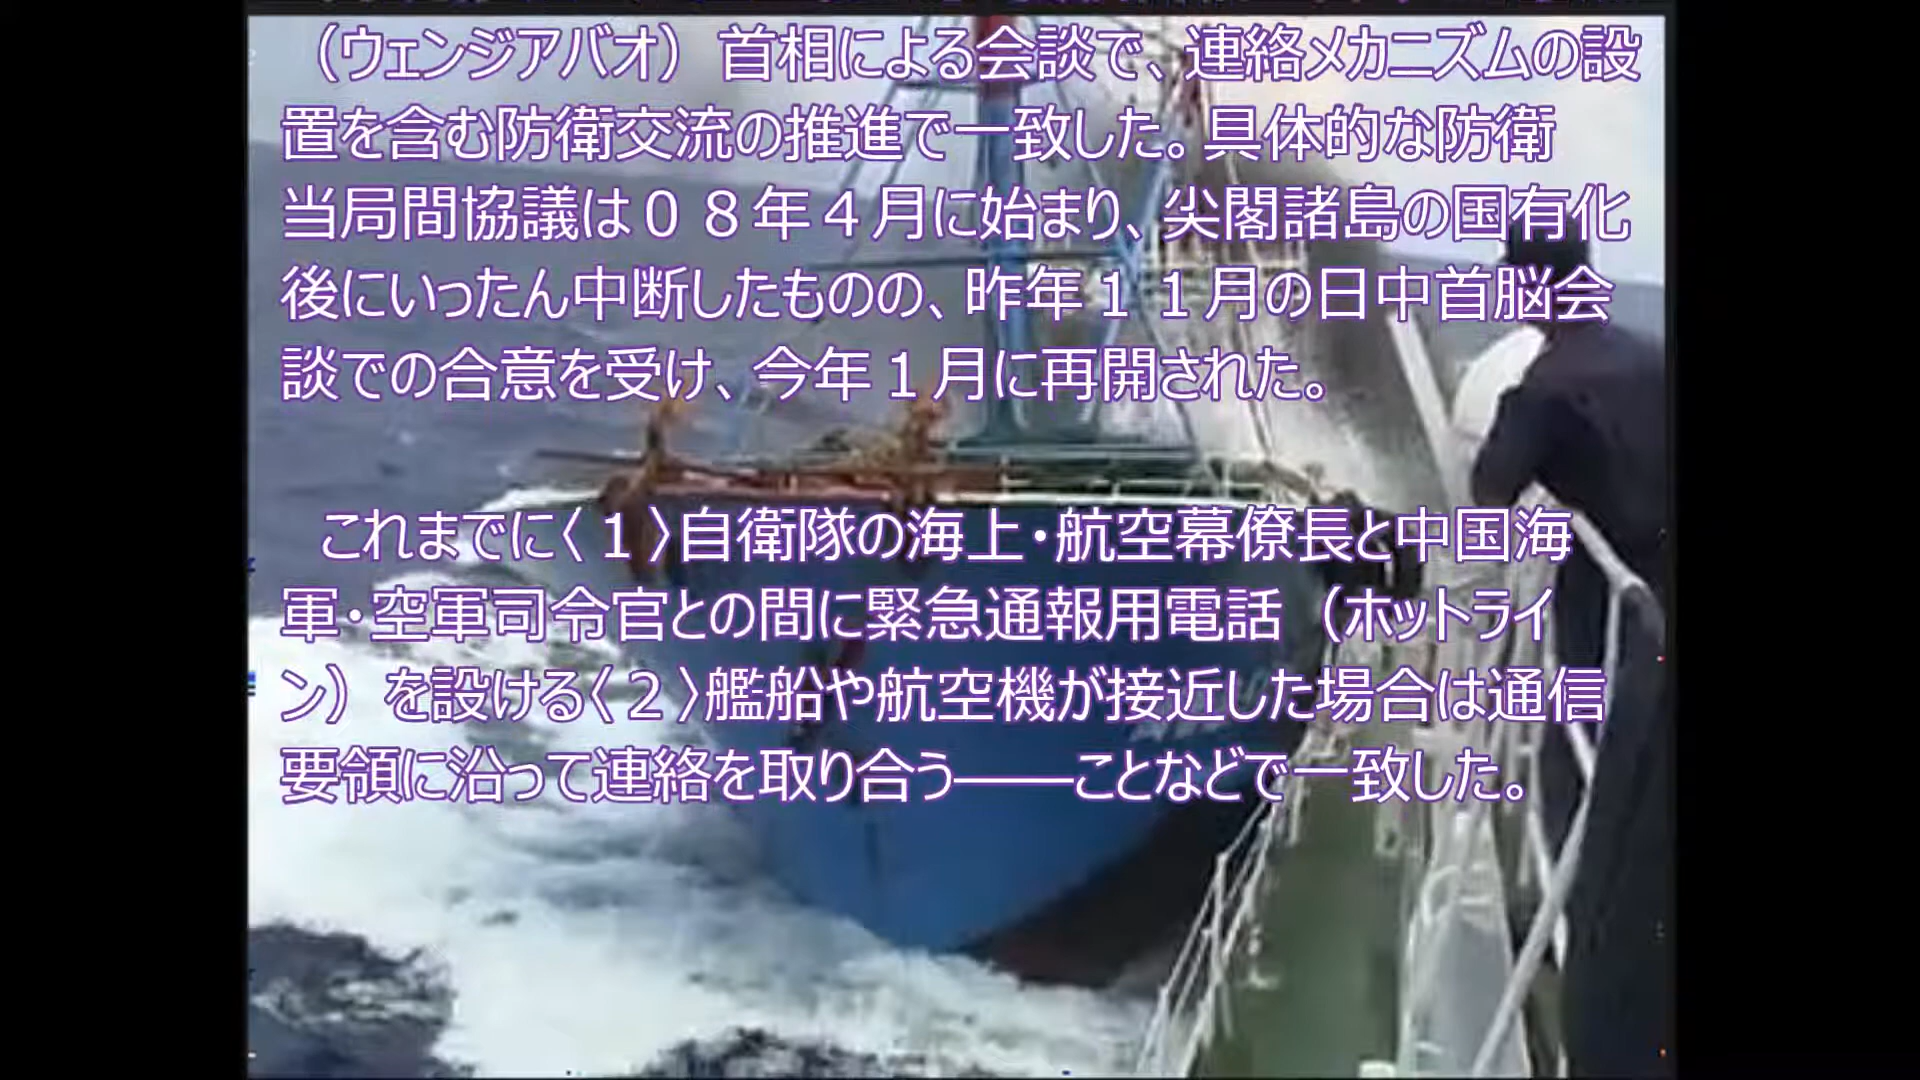 （ウェンジアバオ）首相による会談で、連絡メカニズムの設
置を含む防衛交流の推進で一致した。具体的な防衛
当局間協議は０８年４月に始まり、尖閣諸島の国有化
後にいったん中断したものの、昨年１１月の日中首脳会
談での合意を受け、今年１月に再開された。
これまでに〈１〉自衛隊の海上・航空幕僚長と中国海
軍・空軍司令官との間に緊急通報用電話（ホットライ
ン）を設ける〈２〉艦船や航空機が接近した場合は通信
要領に沿って連絡を取り合う――ことなどで一致した。